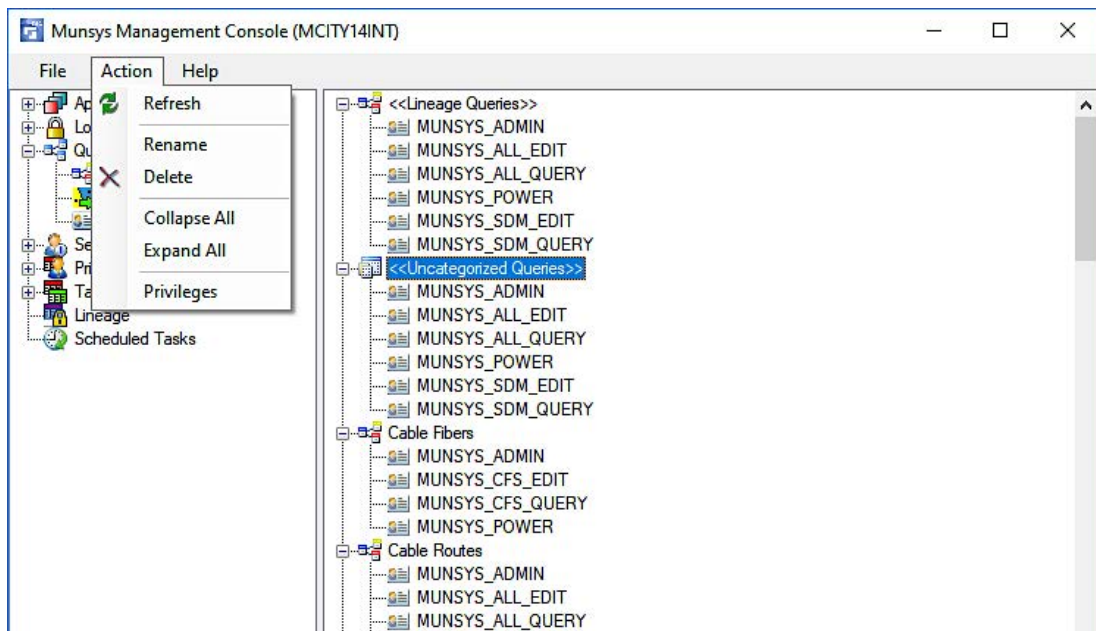 Munsys Management Console (MCITY14INT)
File Action Help
Refresh
Rename
Delete
Collapse All
Expand All
Privileges
Lineage
Scheduled Tasks
<<Lineage Queries>>
MUNSYS_ADMIN
MUNSYS_ALL_EDIT
MUNSYS_ALL_QUERY
MUNSYS_POWER
MUNSYS_SDM_EDIT
MUNSYS_SDM_QUERY
<<Uncategorized Queries>>
MUNSYS_ADMIN
MUNSYS_ALL_EDIT
MUNSYS_ALL_QUERY
MUNSYS_POWER
MUNSYS_SDM_EDIT
MUNSYS_SDM_QUERY
Cable Fibers
MUNSYS_ADMIN
MUNSYS_CFS_EDIT
MUNSYS_CFS_QUERY
MUNSYS_POWER
Cable Routes
MUNSYS_ADMIN
MUNSYS_ALL_EDIT
MUNSYS_ALL_QUERY